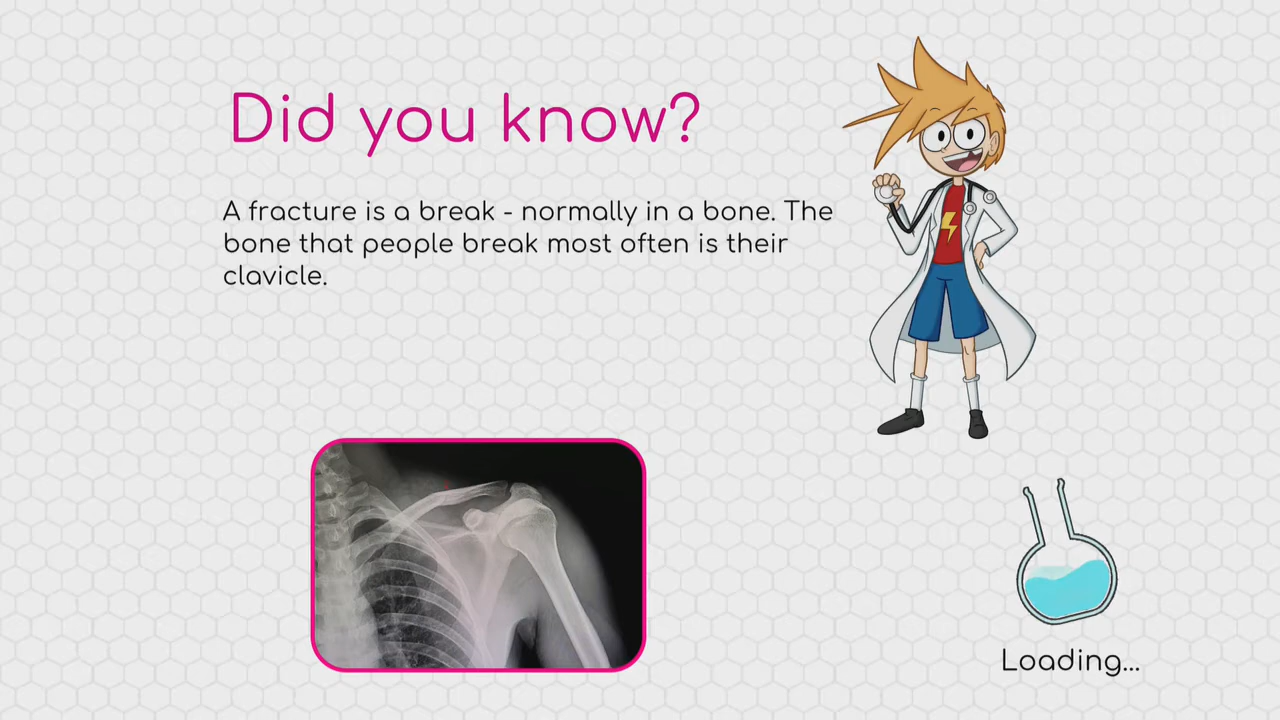 Did you know?
A fracture is a break - normally in a bone. The
bone that people break most often is their
clavicle.
Loading...